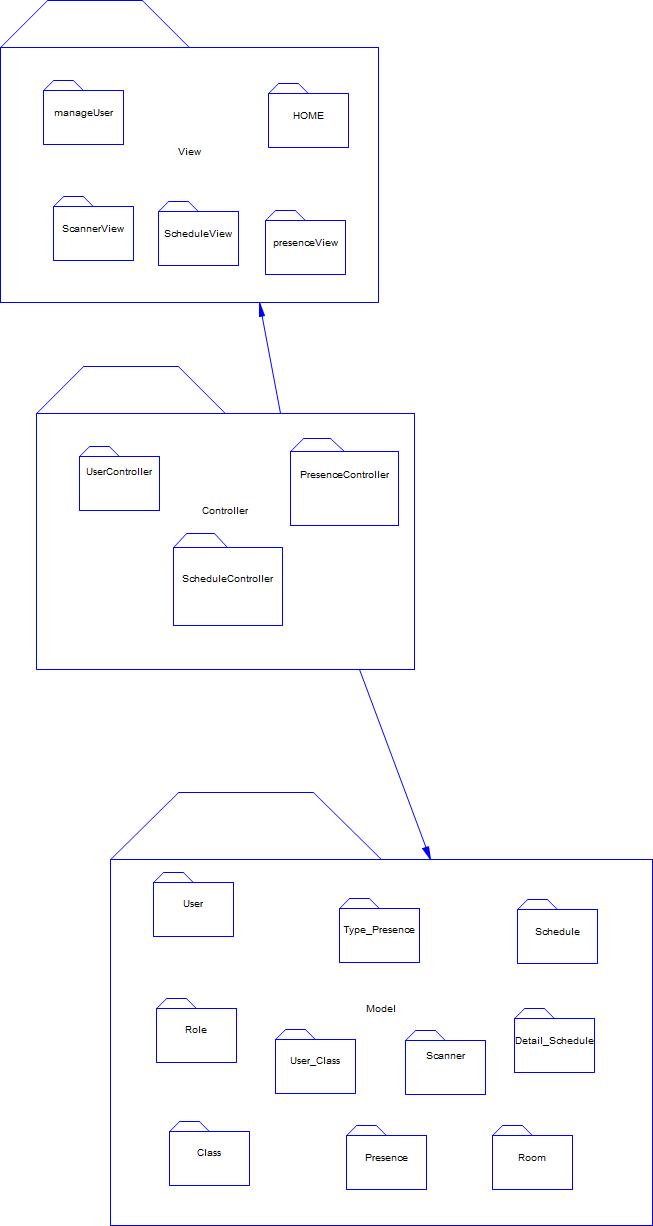 manageUser
HOME
View
ScannerView
ScheduleView
presenceView
UserController
PresenceController
Controller
ScheduleController
User
Type_Presence
Schedule
Model
Role
User_Class
Scanner
Detail_Schedule
Class
Presence
Room